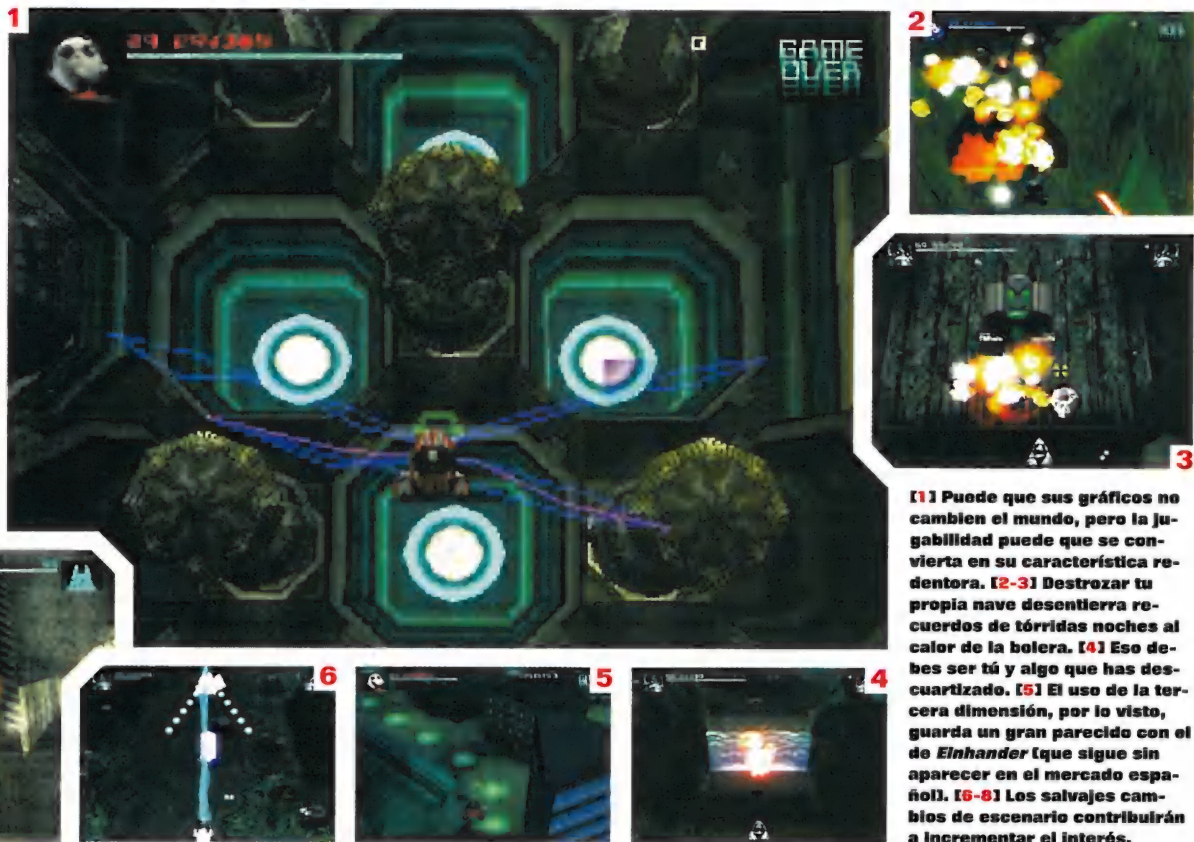 1
GAME
OVER
2
3
6
5
4
[1] Puede que sus gráficos no
cambien el mundo, pero la ju-
gabilidad puede que se con-
vierta en su característica re-
dentora. [2-3] Destrozar tu
propia nave desentierra re-
cuerdos de tórridas noches al
calor de la bolera. [4] Eso de-
bes ser tú y algo que has des-
cuartizado. [5] El uso de la ter-
cera dimensión, por lo visto,
guarda un gran parecido con el
de Einhander (que sigue sin
aparecer en el mercado espa-
ñol). [6-8] Los salvajes cam-
bios de escenario contribuirán
a incrementar el interés.